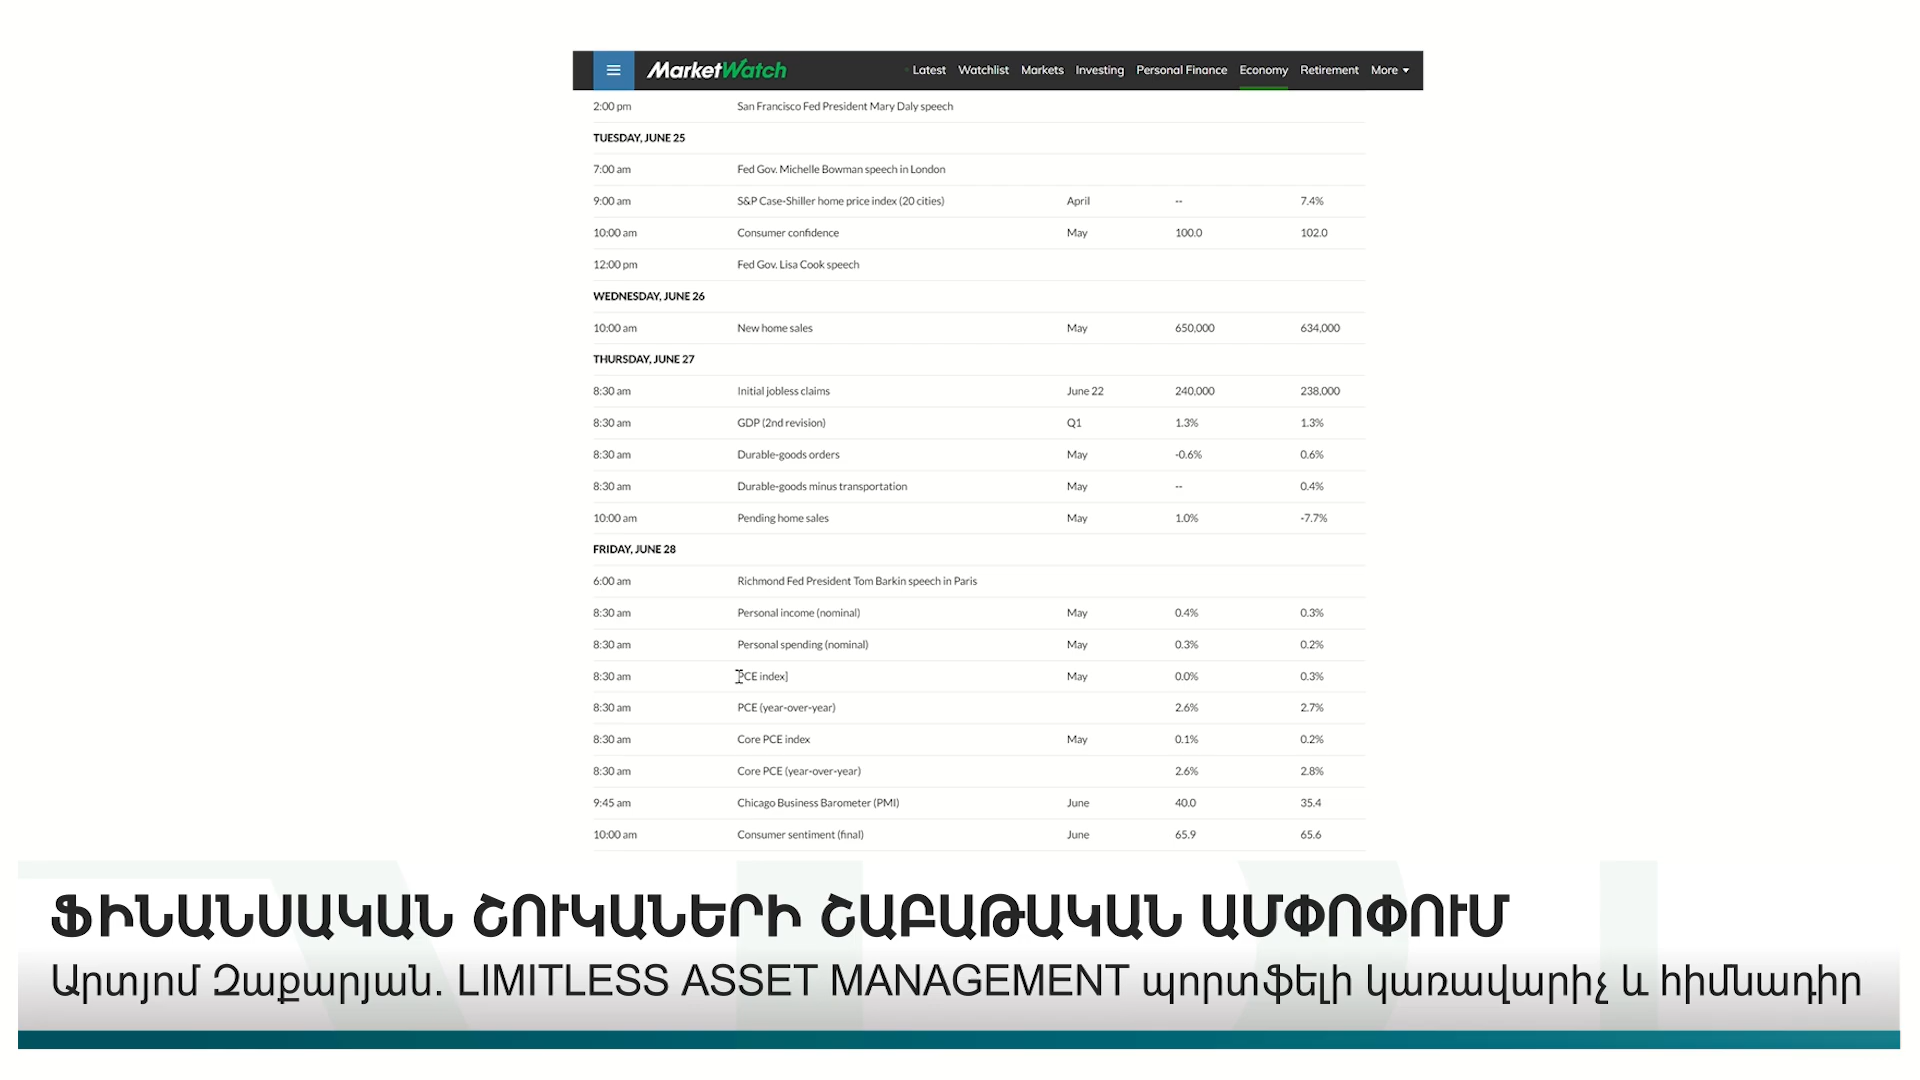 MarketWatch Latest Watchlist Markets Investing Personal Finance Economy Retirement More
2:00 pm San Francisco Fed President Mary Daly speech
TUESDAY, JUNE 25
7:00 am Fed Gov. Michelle Bowman speech in London
9:00 am S&P Case-Shiller home price index (20 cities) April -- 7.4%
10:00 am Consumer confidence May 100.0 102.0
12:00 pm Fed Gov. Lisa Cook speech
WEDNESDAY, JUNE 26
10:00 am New home sales May 650,000 634,000
THURSDAY, JUNE 27
8:30 am Initial jobless claims June 22 240,000 238,000
8:30 am GDP (2nd revision) Q1 1.3% 1.3%
8:30 am Durable-goods orders May -0.6% 0.6%
8:30 am Durable-goods minus transportation May -- 0.4%
10:00 am Pending home sales May 1.0% -7.7%
FRIDAY, JUNE 28
6:00 am Richmond Fed President Tom Barkin speech in Paris
8:30 am Personal income (nominal) May 0.4% 0.3%
8:30 am Personal spending (nominal) May 0.3% 0.2%
8:30 am PCE index] May 0.0% 0.3%
8:30 am PCE (year-over-year) 2.6% 2.7%
8:30 am Core PCE index May 0.1% 0.2%
8:30 am Core PCE (year-over-year) 2.6% 2.8%
9:45 am Chicago Business Barometer (PMI) June 40.0 35.4
10:00 am Consumer sentiment (final) June 65.9 65.6
ՖԻՆԱՆՍԱԿԱՆ ՇՈՒԿԱՆԵՐԻ ՇԱԲԱԹԱԿԱՆ ԱՄՓՈՓՈՒՄ
Արտյոմ Զաքարյան. LIMITLESS ASSET MANAGEMENT պորտֆելի կառավարիչ և հիմնադիր